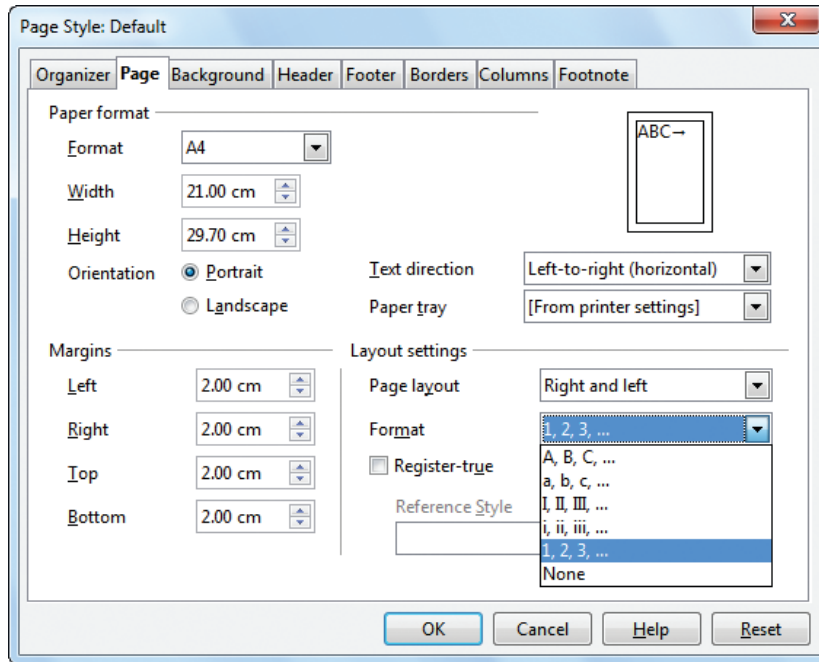 Page Style: Default
Organizer Page Background Header Footer Borders Columns Footnote
Paper format
Format A4
ABC→
Width 21.00 cm
Height 29.70 cm
Orientation Portrait
Landscape
Text direction Left-to-right (horizontal)
Paper tray [From printer settings]
Margins
Left 2.00 cm
Right 2.00 cm
Top 2.00 cm
Bottom 2.00 cm
Layout settings
Page layout Right and left
Format 1, 2, 3, ...
A, B, C, ...
a, b, c, ...
I, II, III, ...
i, ii, iii, ...
1, 2, 3, ...
None
Register-true
Reference Style
OK Cancel Help Reset